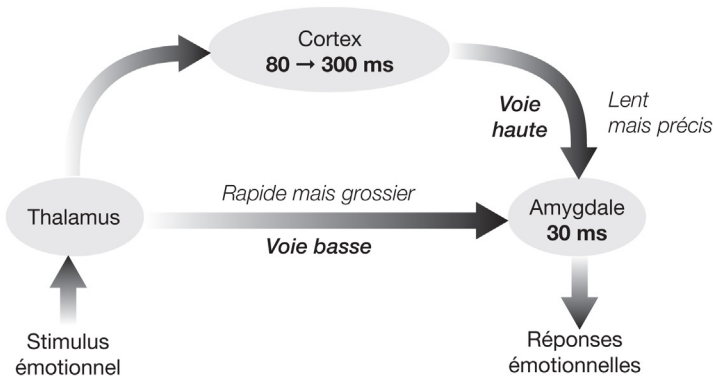 Cortex
80 → 300 ms
Voie
haute
Lent
mais précis
Thalamus
Rapide mais grossier
Voie basse
Amygdale
30 ms
Stimulus
émotionnel
Réponses
émotionnelles